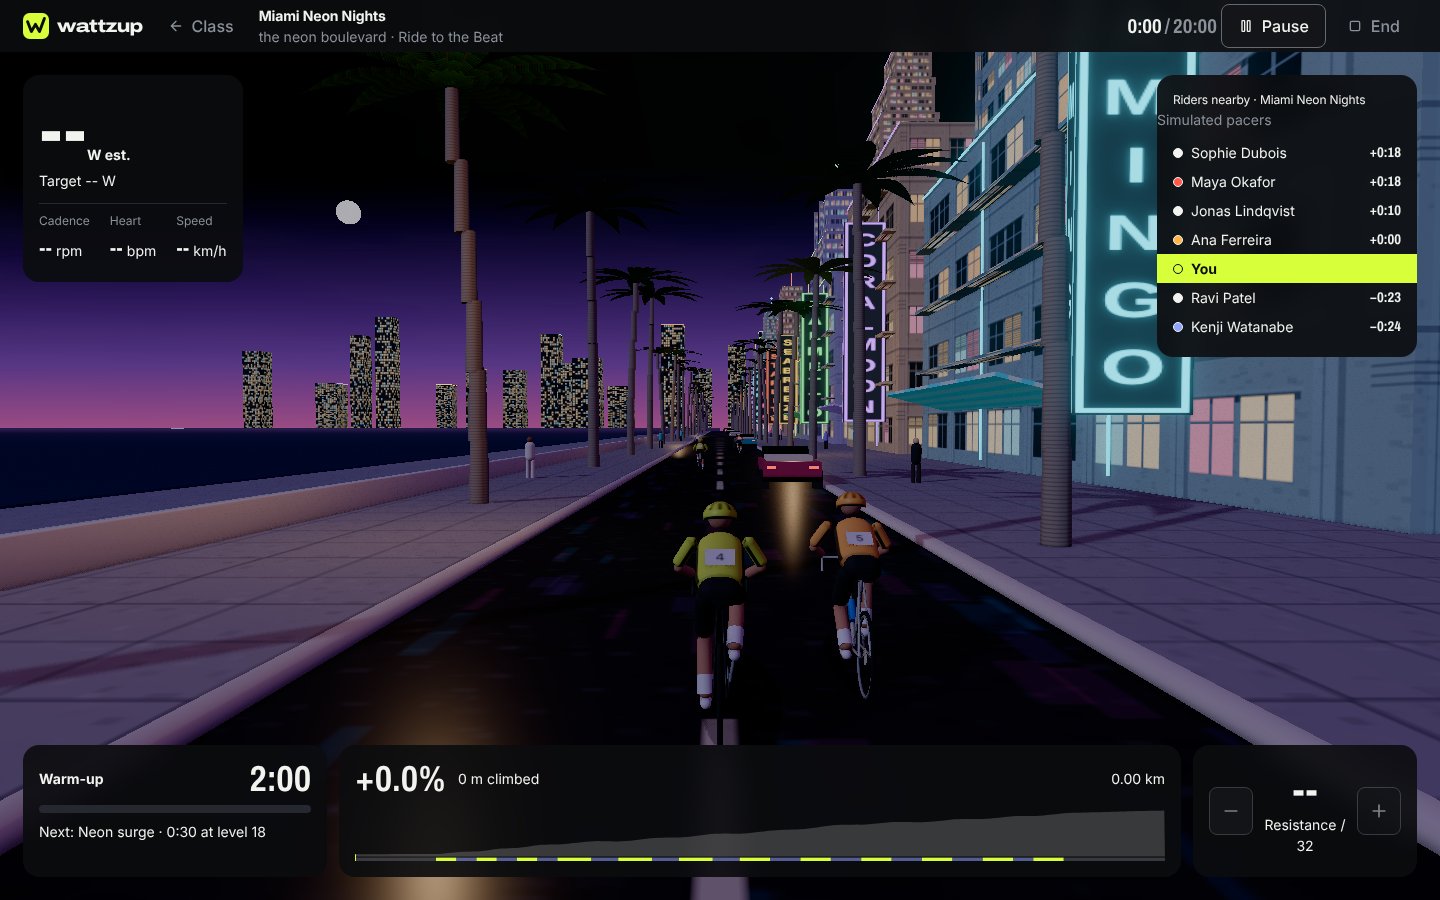 wattzup
Class
Miami Neon Nights
the neon boulevard · Ride to the Beat
0:00 / 20:00
Pause
End
-- W est.
Target -- W
Cadence Heart Speed
-- rpm -- bpm -- km/h
Riders nearby · Miami Neon Nights
Simulated pacers
Sophie Dubois +0:18
Maya Okafor +0:18
Jonas Lindqvist +0:10
Ana Ferreira +0:00
You
Ravi Patel −0:23
Kenji Watanabe −0:24
MINGO
4
5
Warm-up 2:00
Next: Neon surge · 0:30 at level 18
+0.0% 0 m climbed 0.00 km
--
Resistance /
32